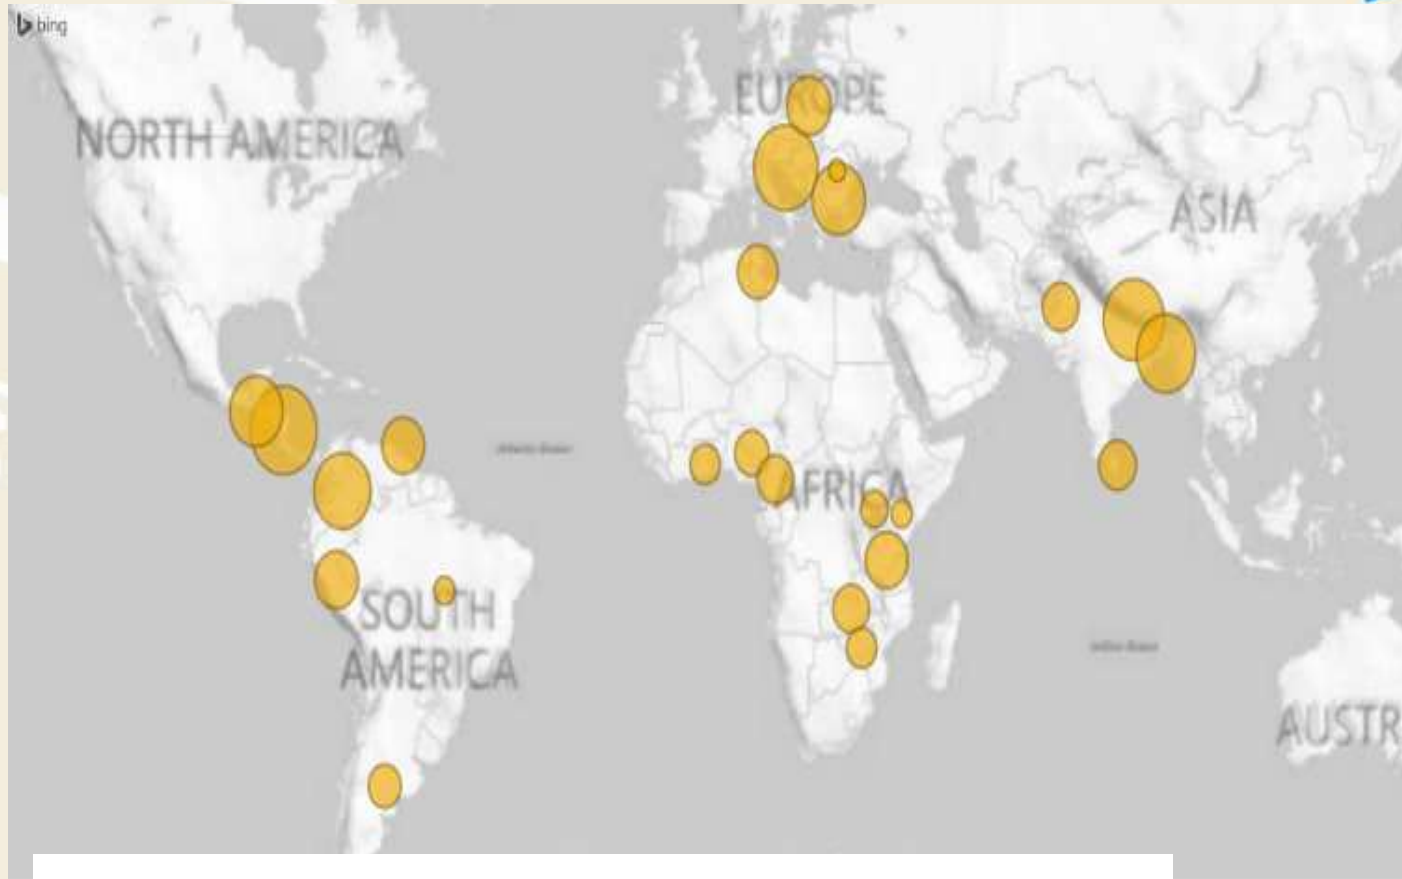 bing
EUROPE
NORTH AMERICA
ASIA
AFRICA
SOUTH
AMERICA
AUSTR